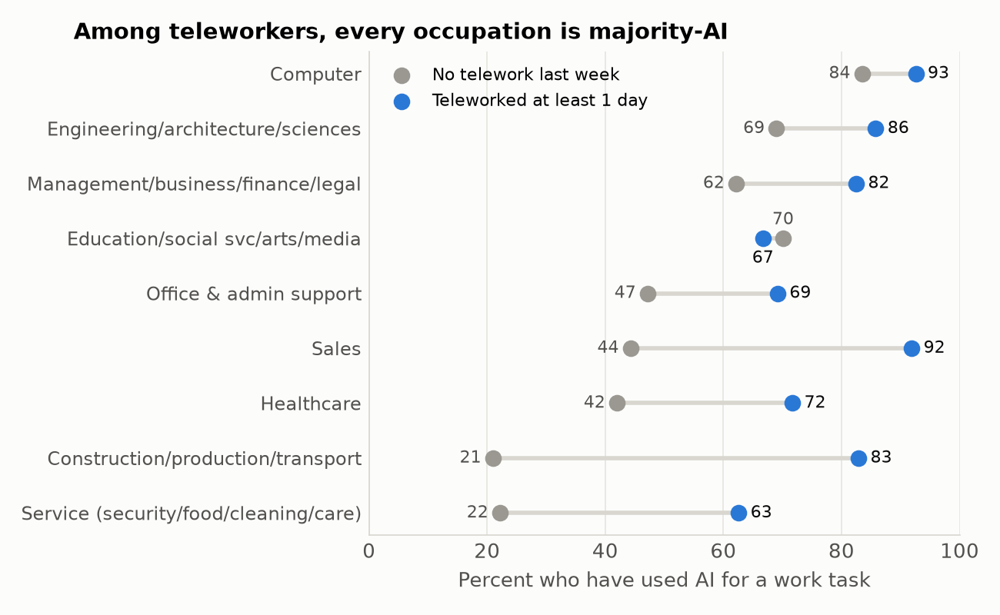 Among teleworkers, every occupation is majority-AI
No telework last week
Teleworked at least 1 day
Computer 84 93
Engineering/architecture/sciences 69 86
Management/business/finance/legal 62 82
Education/social svc/arts/media 70 67
Office & admin support 47 69
Sales 44 92
Healthcare 42 72
Construction/production/transport 21 83
Service (security/food/cleaning/care) 22 63
0 20 40 60 80 100
Percent who have used AI for a work task